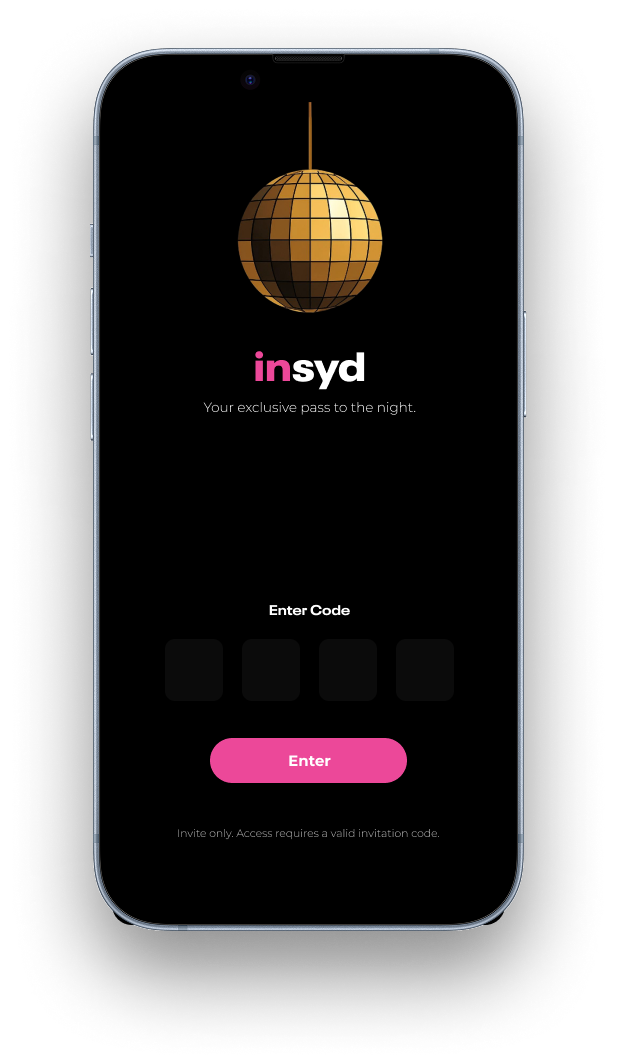 insyd
Your exclusive pass to the night.
Enter Code
Enter
Invite only. Access requires a valid invitation code.